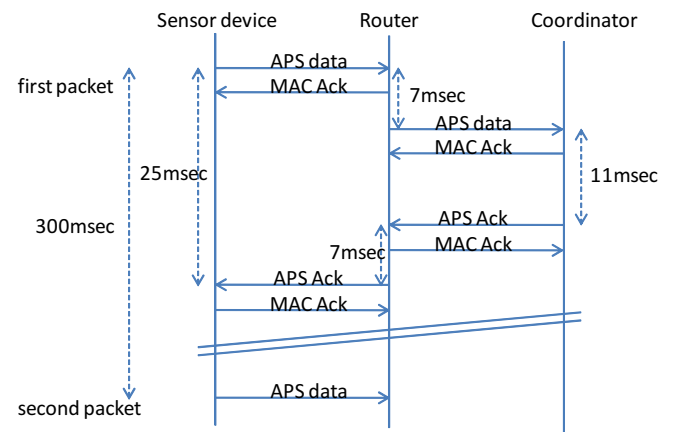 Sensor device
Router
Coordinator
APS data
first packet
MAC Ack
7msec
APS data
MAC Ack
25msec
11msec
300msec
APS Ack
MAC Ack
7msec
APS Ack
MAC Ack
APS data
second packet